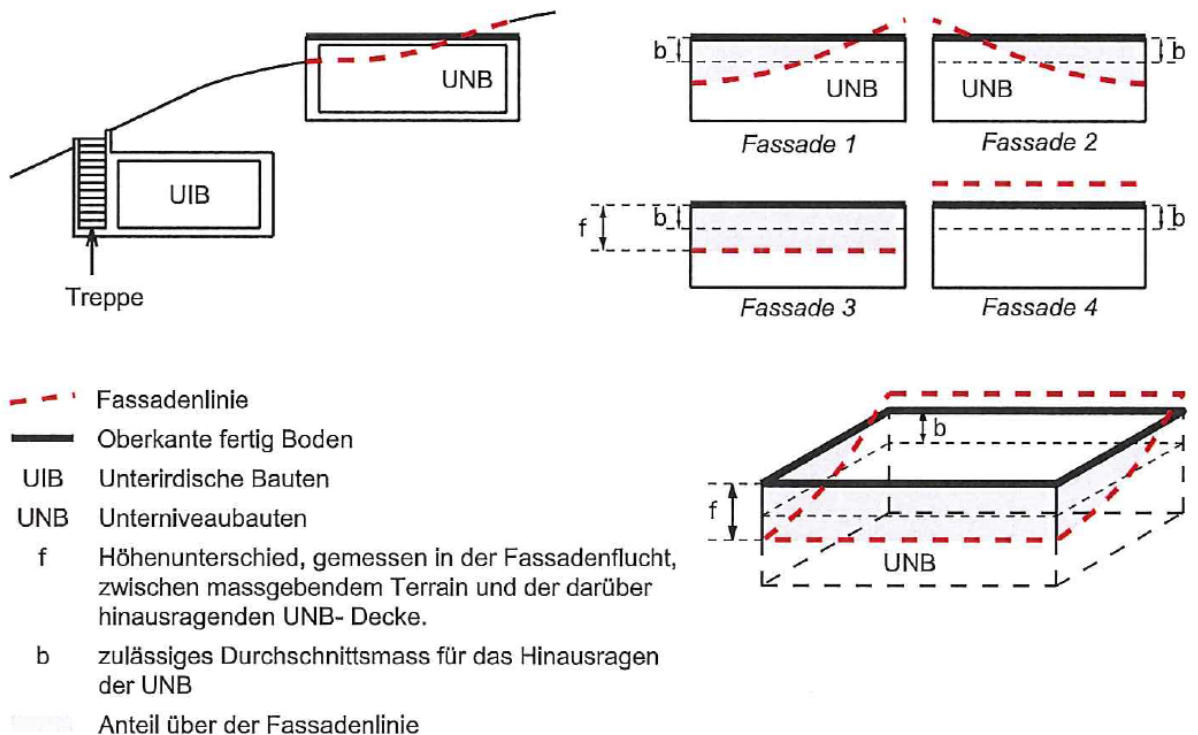 UNB
UIB
Treppe
b
UNB
Fassade 1
b
UNB
Fassade 2
f
b
Fassade 3
b
Fassade 4
Fassadenlinie
Oberkante fertig Boden
UIB Unterirdische Bauten
UNB Unterniveaubauten
f Höhenunterschied, gemessen in der Fassadenflucht,
zwischen massgebendem Terrain und der darüber
hinausragenden UNB- Decke.
b zulässiges Durchschnittsmass für das Hinausragen
der UNB
Anteil über der Fassadenlinie
b
f
UNB